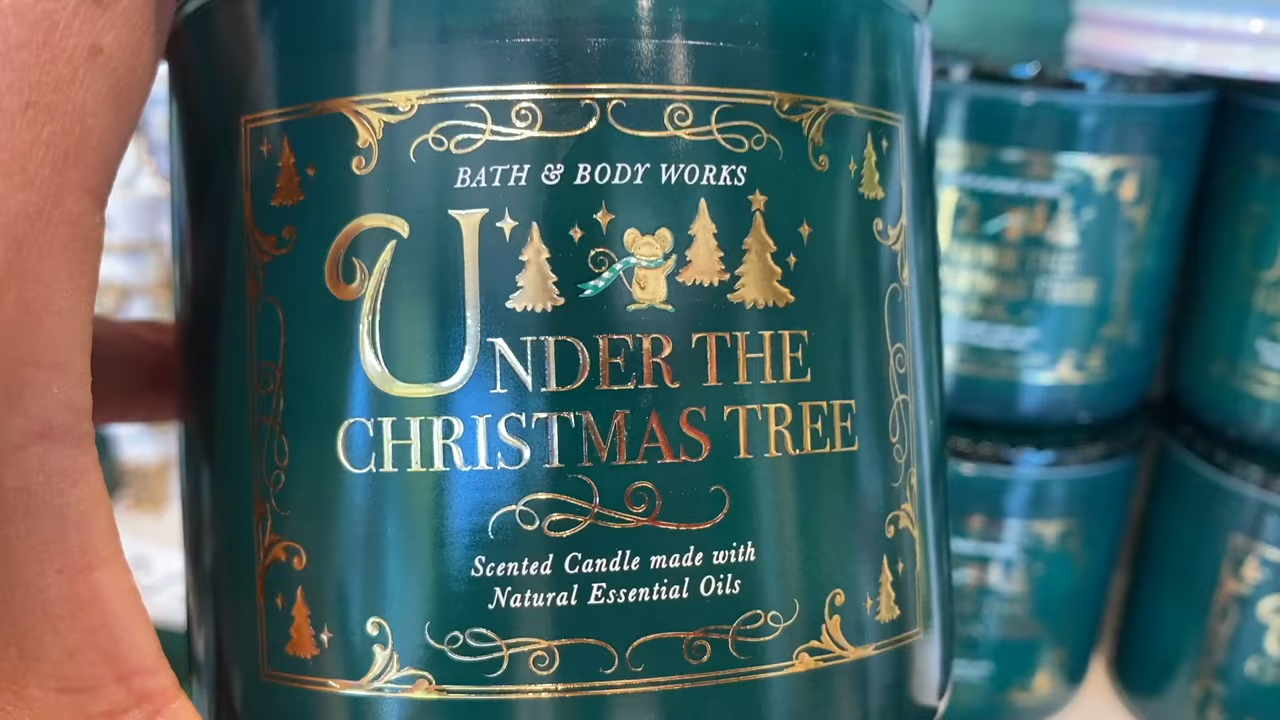 BATH & BODY WORKS
UNDER THE
CHRISTMAS TREE
Scented Candle made with
Natural Essential Oils